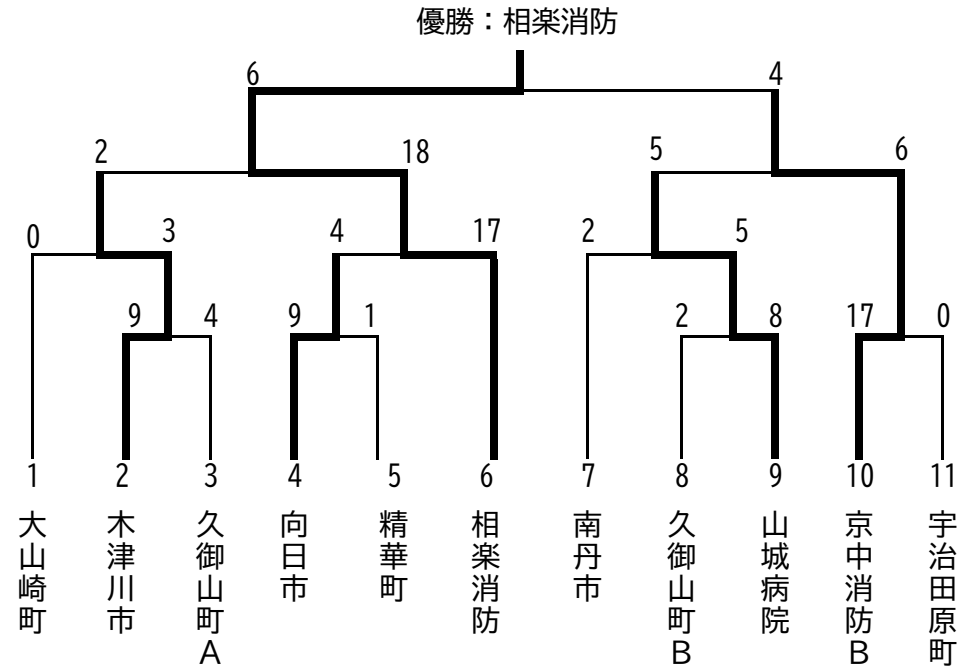 優勝：相楽消防
6 4
2 18 5 6
0 3 4 17 2 5
9 4 9 1 2 8 17 0
1 2 3 4 5 6 7 8 9 10 11
大山崎町
木津川市
久御山町A
向日市
精華町
相楽消防
南丹市
久御山町B
山城病院
京中消防B
宇治田原町